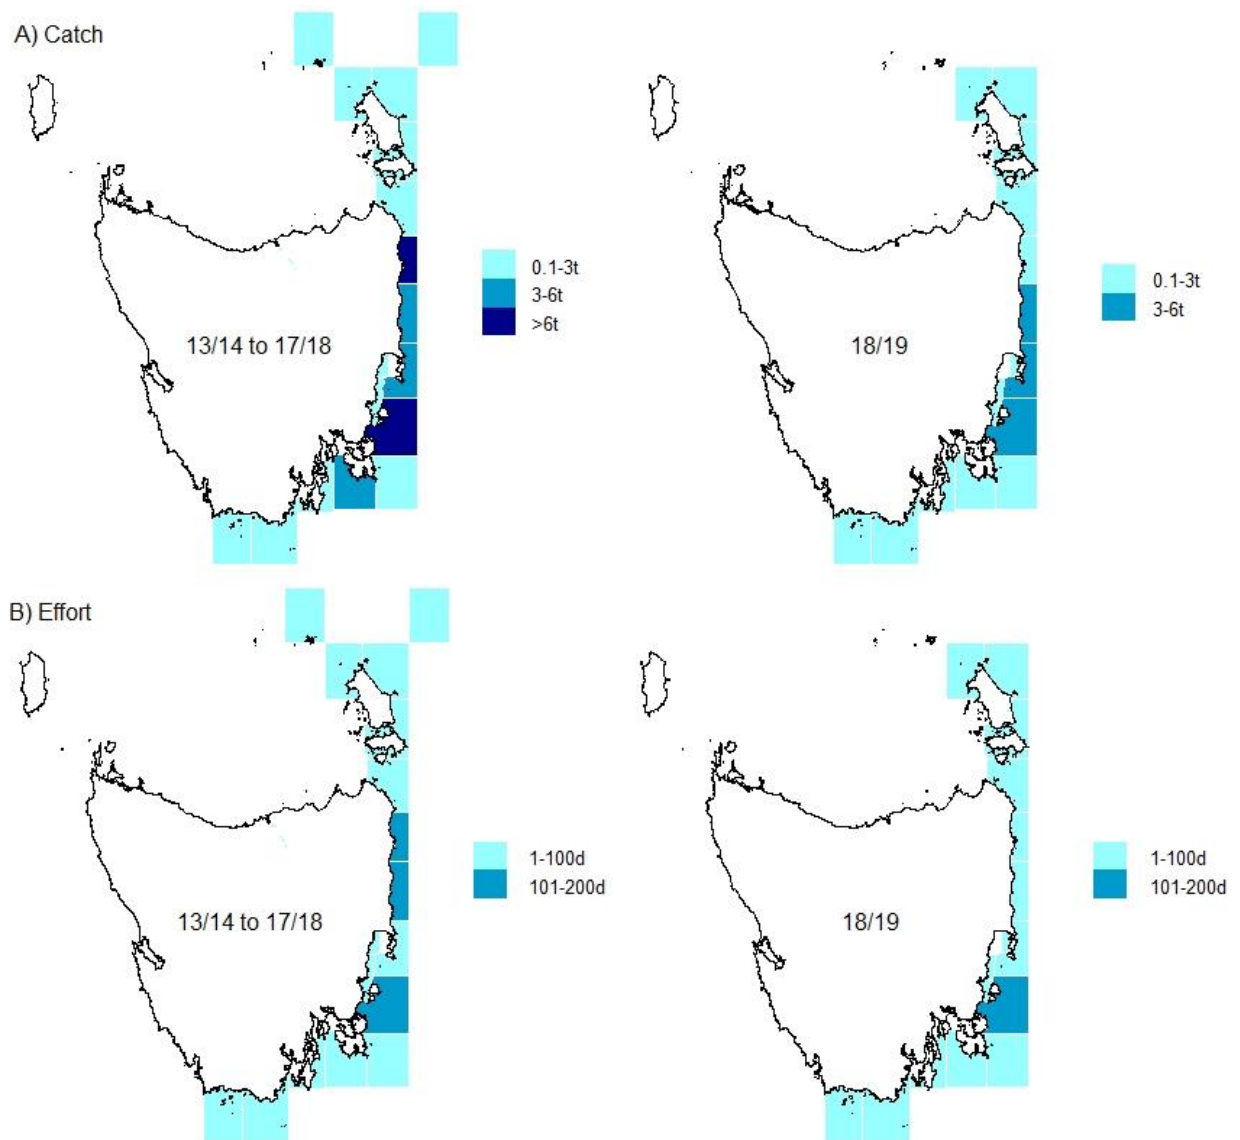 A) Catch
0.1-3t
3-6t
>6t
13/14 to 17/18
0.1-3t
3-6t
18/19
B) Effort
1-100d
101-200d
13/14 to 17/18
1-100d
101-200d
18/19